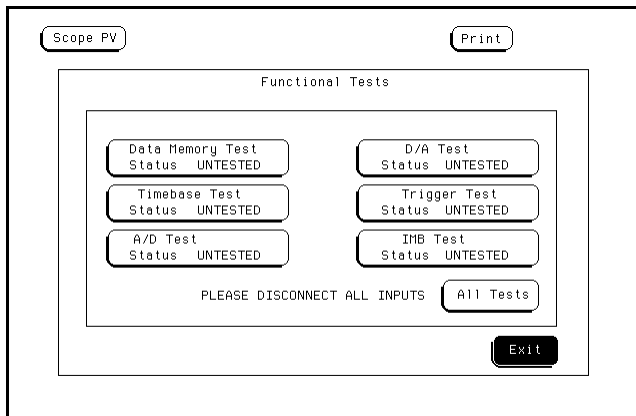 Scope PV
Print
Functional Tests
Data Memory Test
Status UNTESTED
D/A Test
Status UNTESTED
Timebase Test
Status UNTESTED
Trigger Test
Status UNTESTED
A/D Test
Status UNTESTED
IMB Test
Status UNTESTED
PLEASE DISCONNECT ALL INPUTS
All Tests
Exit